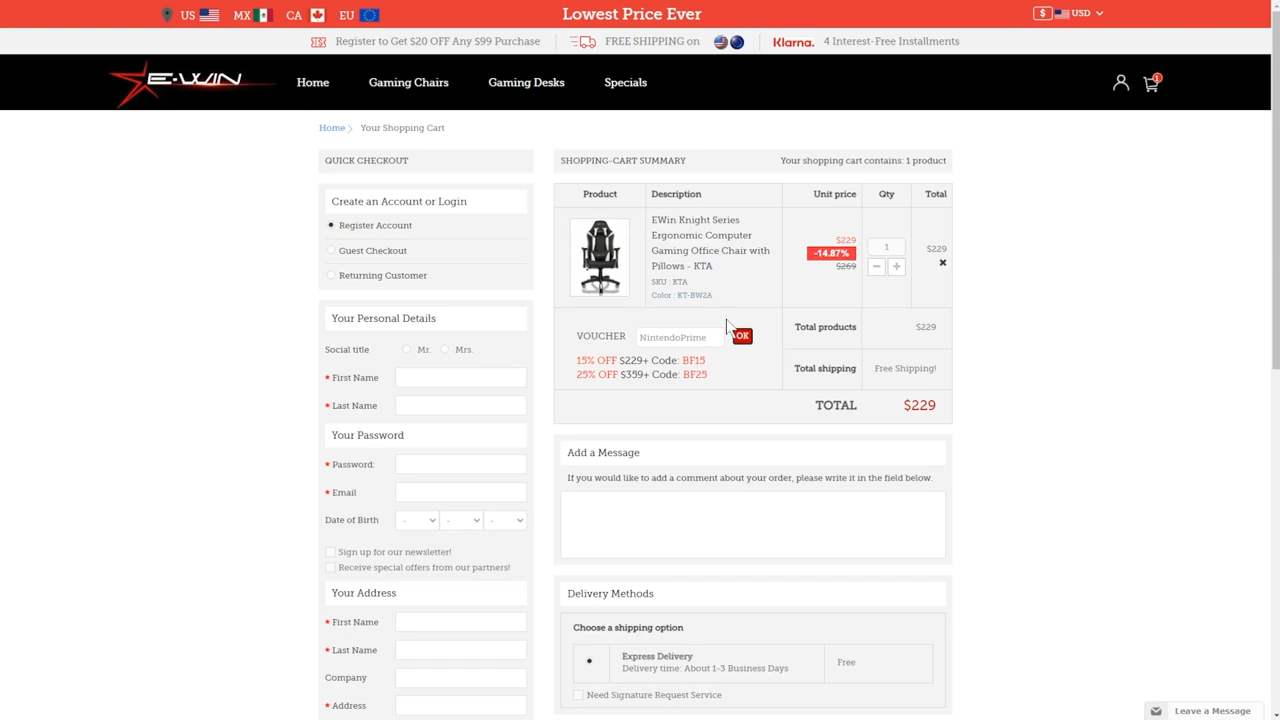 US MX CA EU
Lowest Price Ever
$ USD
Register to Get $20 OFF Any $99 Purchase
FREE SHIPPING on
Klarna. 4 Interest-Free Installments
E-WIN
Home Gaming Chairs Gaming Desks Specials
1
Home Your Shopping Cart
QUICK CHECKOUT
Create an Account or Login
Register Account
Guest Checkout
Returning Customer
Your Personal Details
Social title Mr. Mrs.
* First Name
* Last Name
Your Password
* Password:
* Email
Date of Birth - - -
Sign up for our newsletter!
Receive special offers from our partners!
Your Address
* First Name
* Last Name
Company
* Address
SHOPPING-CART SUMMARY Your shopping cart contains: 1 product
Product Description Unit price Qty Total
EWin Knight Series
Ergonomic Computer
Gaming Office Chair with
Pillows - KTA
SKU : KTA
Color : KT-BW2A
$229
-14.87%
$269
1
$229
VOUCHER NintendoPrime OK
15% OFF $229+ Code: BF15
25% OFF $359+ Code: BF25
Total products $229
Total shipping Free Shipping!
TOTAL $229
Add a Message
If you would like to add a comment about your order, please write it in the field below.
Delivery Methods
Choose a shipping option
Express Delivery
Delivery time: About 1-3 Business Days
Free
Need Signature Request Service
Leave a Message